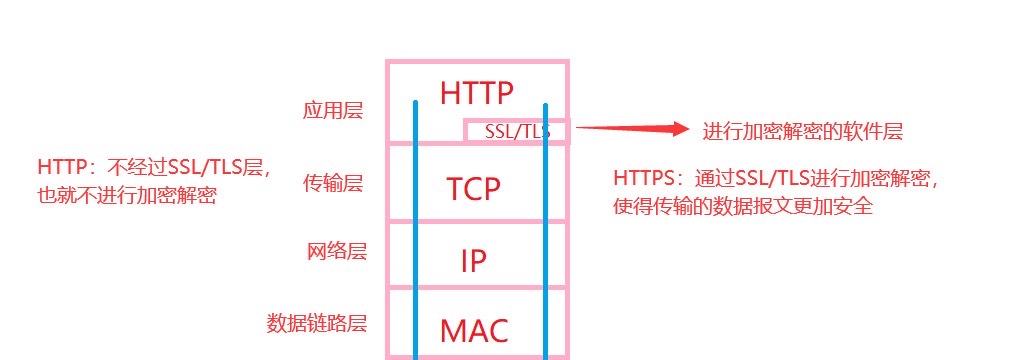 HTTP
应用层
SSL/TLS
进行加密解密的软件层
HTTP：不经过SSL/TLS层，
也就不进行加密解密
传输层
TCP
HTTPS：通过SSL/TLS进行加密解密，
使得传输的数据报文更加安全
网络层
IP
数据链路层
MAC